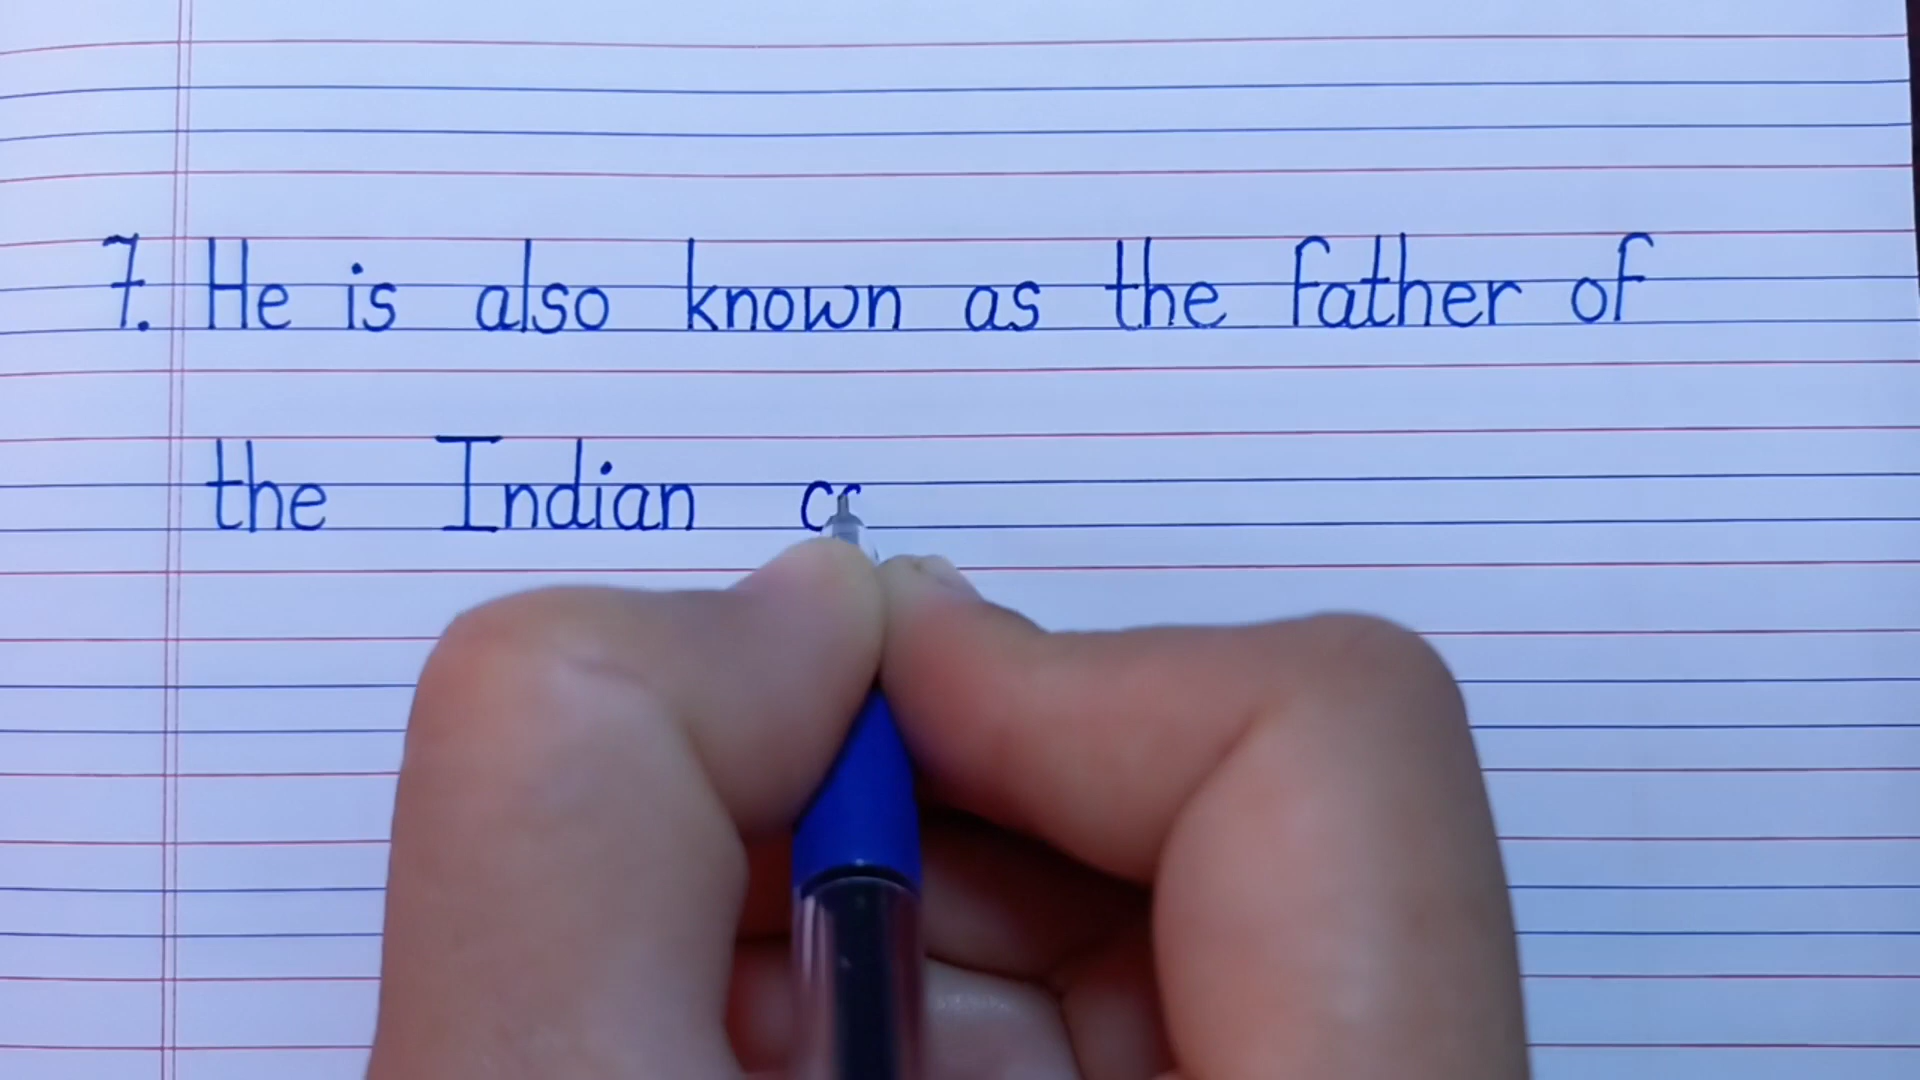 7. He is also known as the father of
the Indian